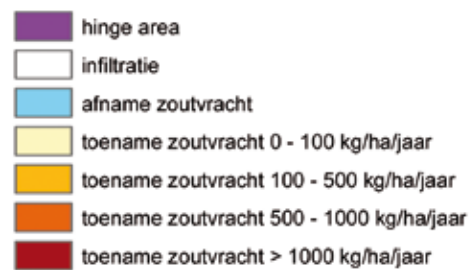 hinge area
infiltratie
afname zoutvracht
toename zoutvracht 0 - 100 kg/ha/jaar
toename zoutvracht 100 - 500 kg/ha/jaar
toename zoutvracht 500 - 1000 kg/ha/jaar
toename zoutvracht > 1000 kg/ha/jaar